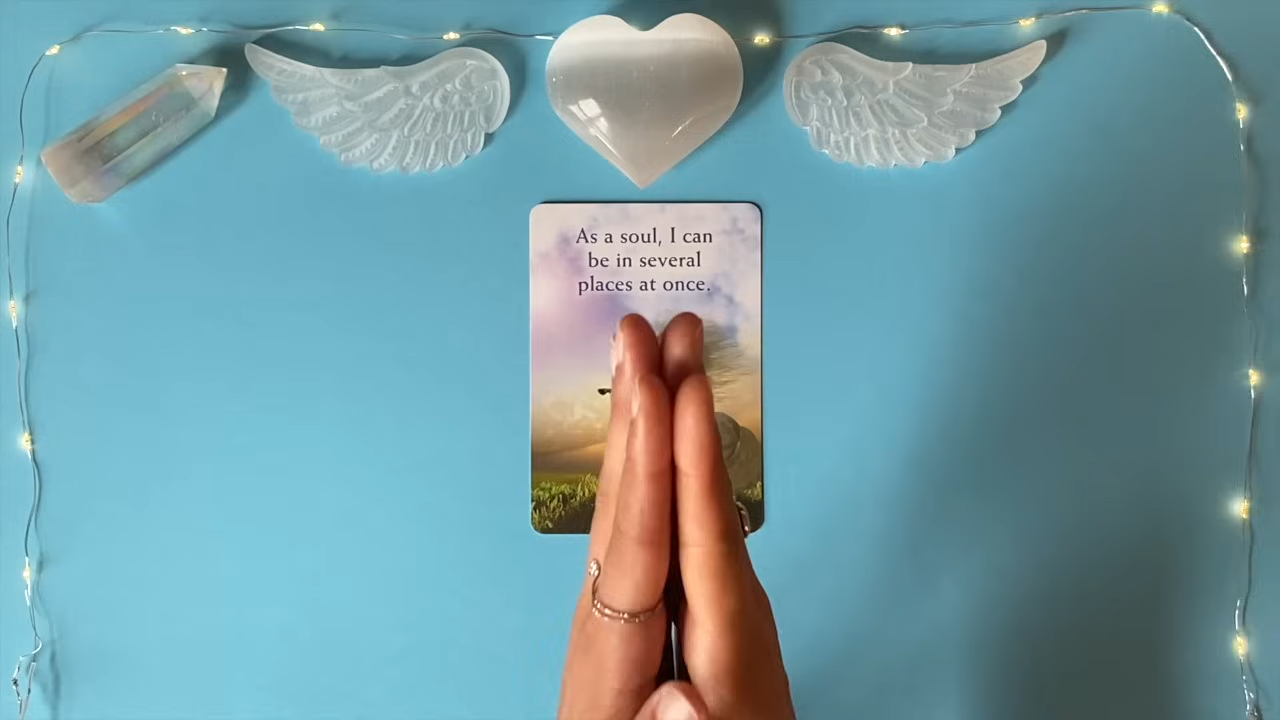 As a soul, I can
be in several
places at once.